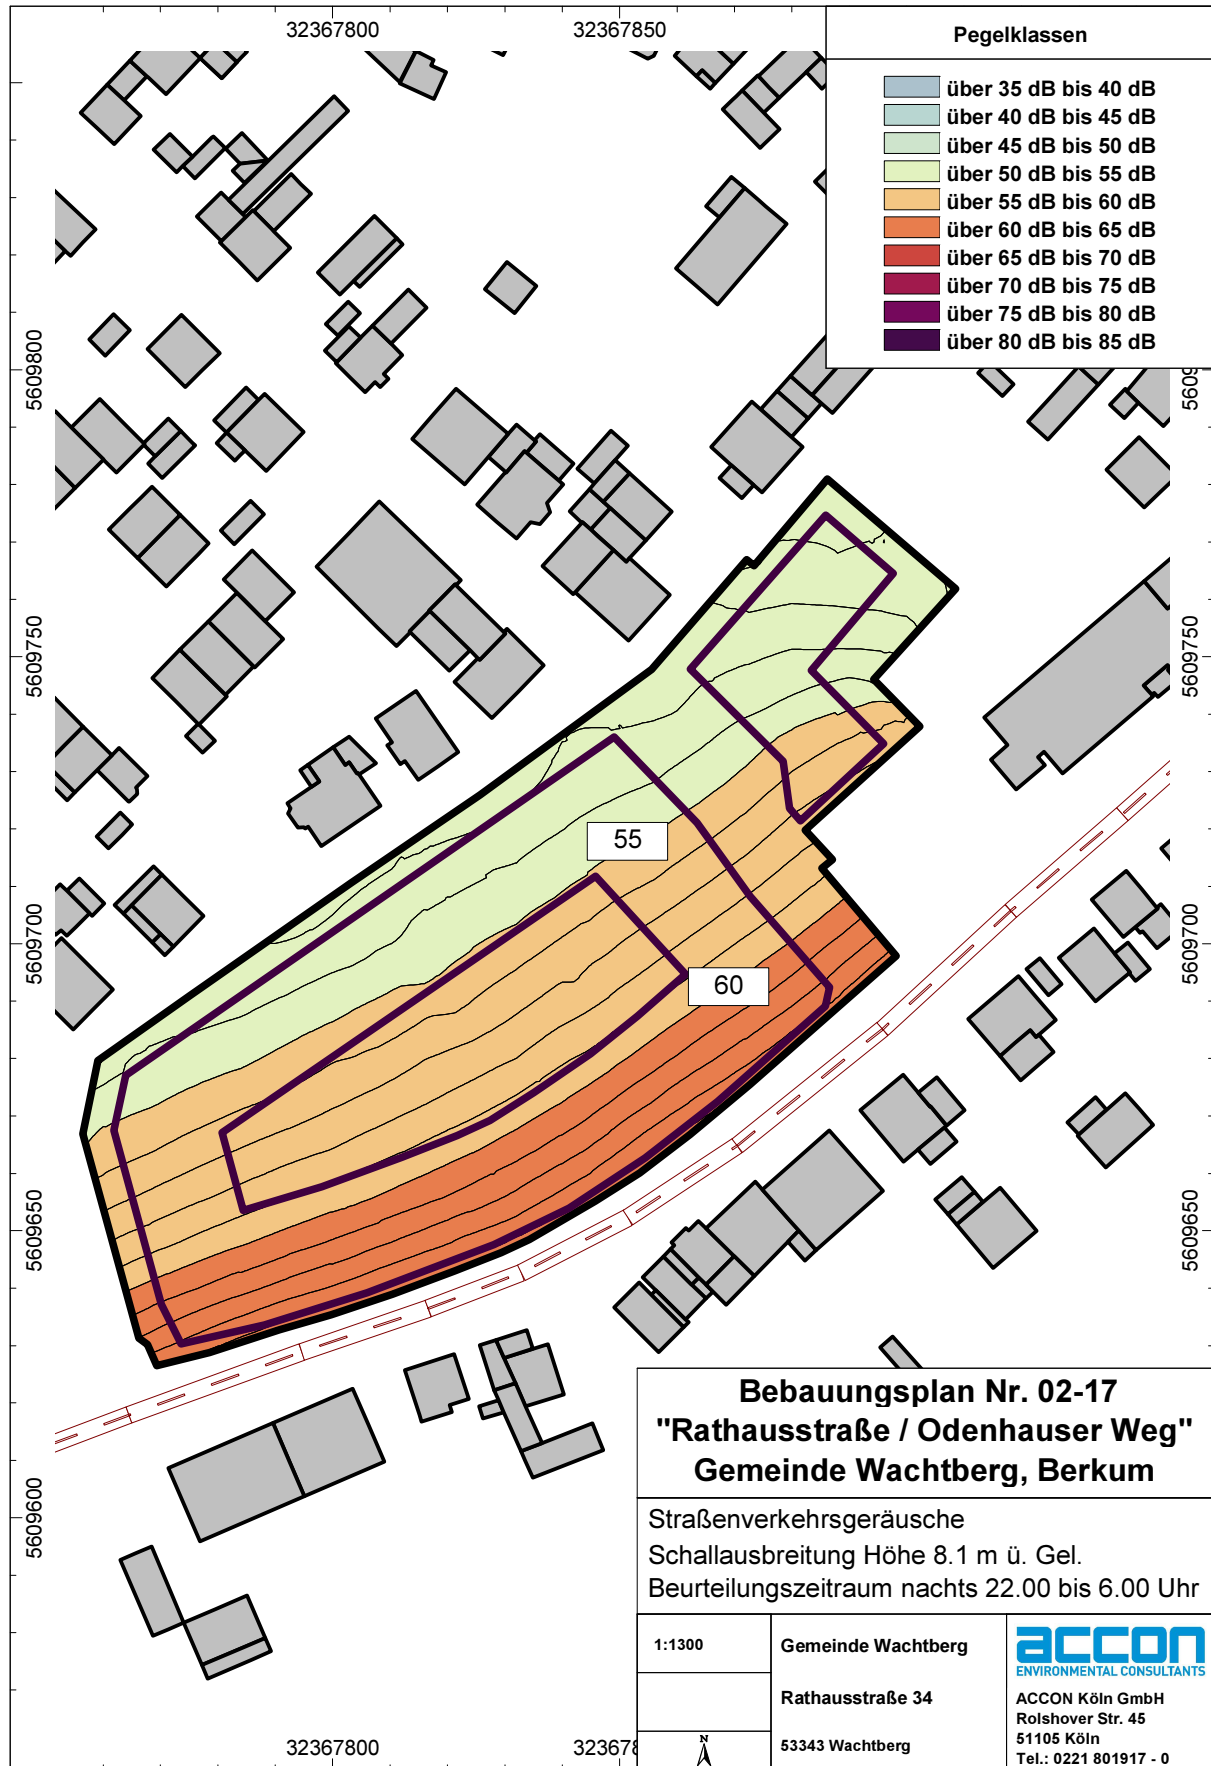 32367800
32367850
Pegelklassen
über 35 dB bis 40 dB
über 40 dB bis 45 dB
über 45 dB bis 50 dB
über 50 dB bis 55 dB
über 55 dB bis 60 dB
über 60 dB bis 65 dB
über 65 dB bis 70 dB
über 70 dB bis 75 dB
über 75 dB bis 80 dB
über 80 dB bis 85 dB
5609800
5609750
5609750
55
5609700
5609700
60
5609650
5609650
5609600
Bebauungsplan Nr. 02-17
"Rathausstraße / Odenhauser Weg"
Gemeinde Wachtberg, Berkum
Straßenverkehrsgeräusche
Schallausbreitung Höhe 8.1 m ü. Gel.
Beurteilungszeitraum nachts 22.00 bis 6.00 Uhr
1:1300
Gemeinde Wachtberg
Rathausstraße 34
53343 Wachtberg
N
accon
ENVIRONMENTAL CONSULTANTS
ACCON Köln GmbH
Rolshover Str. 45
51105 Köln
Tel.: 0221 801917 - 0
32367800